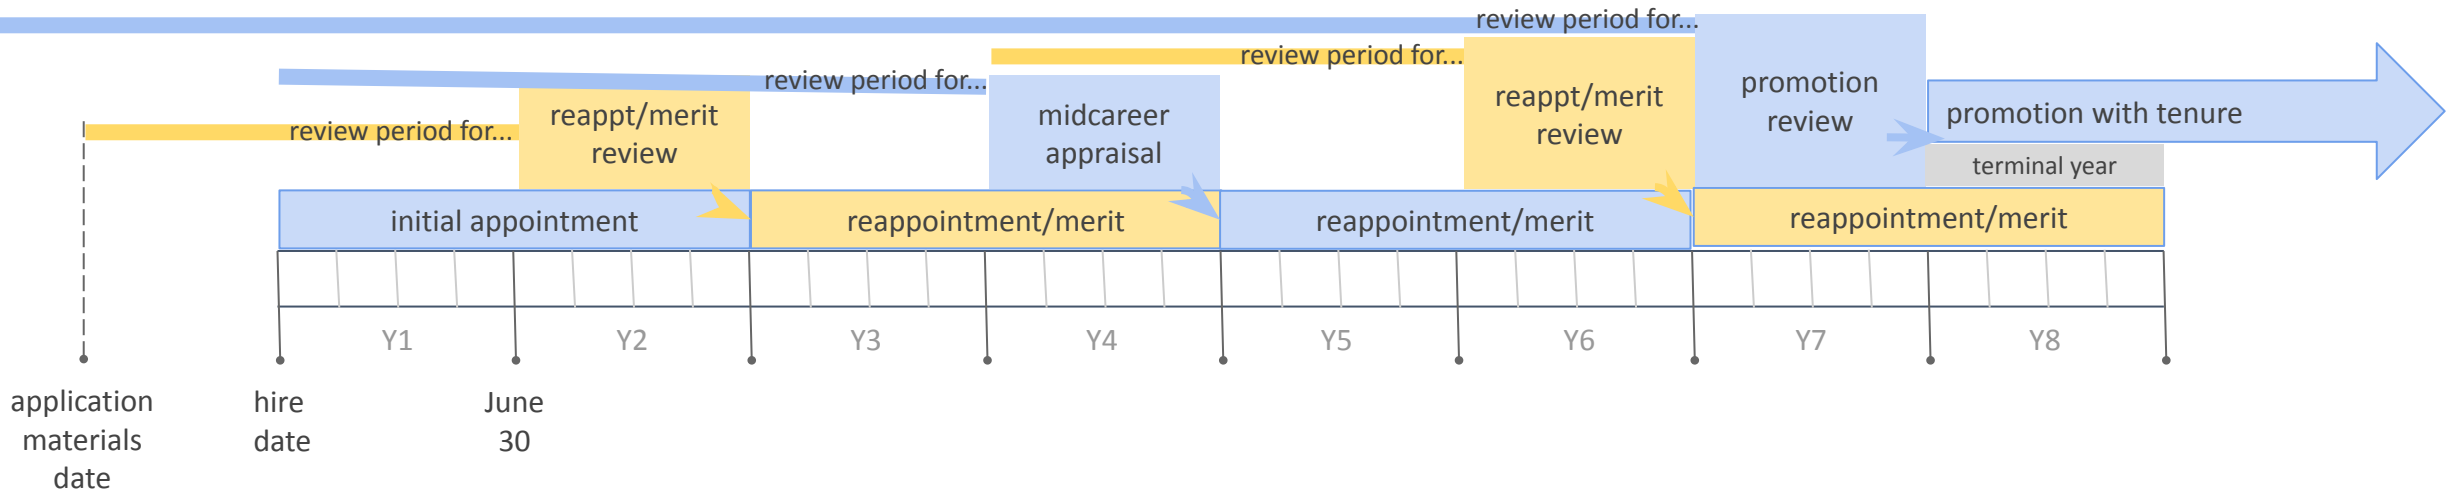 review period for...
review period for...
review period for...
review period for...
reappt/merit
review
midcareer
appraisal
reappt/merit
review
promotion
review
promotion with tenure
terminal year
initial appointment
reappointment/merit
reappointment/merit
reappointment/merit
Y1
Y2
Y3
Y4
Y5
Y6
Y7
Y8
application
materials
date
hire
date
June
30